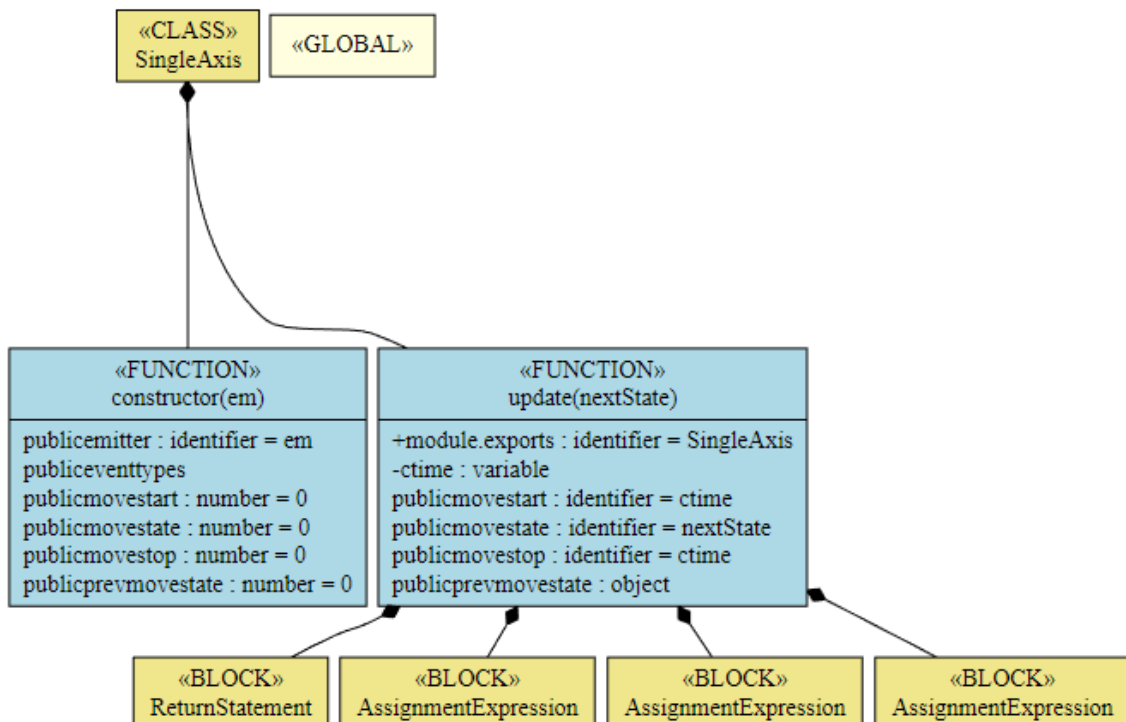 «CLASS»
SingleAxis
«GLOBAL»
«FUNCTION»
constructor(em)
publicemitter : identifier = em
publiceventtypes
publicmovestart : number = 0
publicmovestate : number = 0
publicmovestop : number = 0
publicprevmovestate : number = 0
«FUNCTION»
update(nextState)
+module.exports : identifier = SingleAxis
-ctime : variable
publicmovestart : identifier = ctime
publicmovestate : identifier = nextState
publicmovestop : identifier = ctime
publicprevmovestate : object
«BLOCK»
ReturnStatement
«BLOCK»
AssignmentExpression
«BLOCK»
AssignmentExpression
«BLOCK»
AssignmentExpression